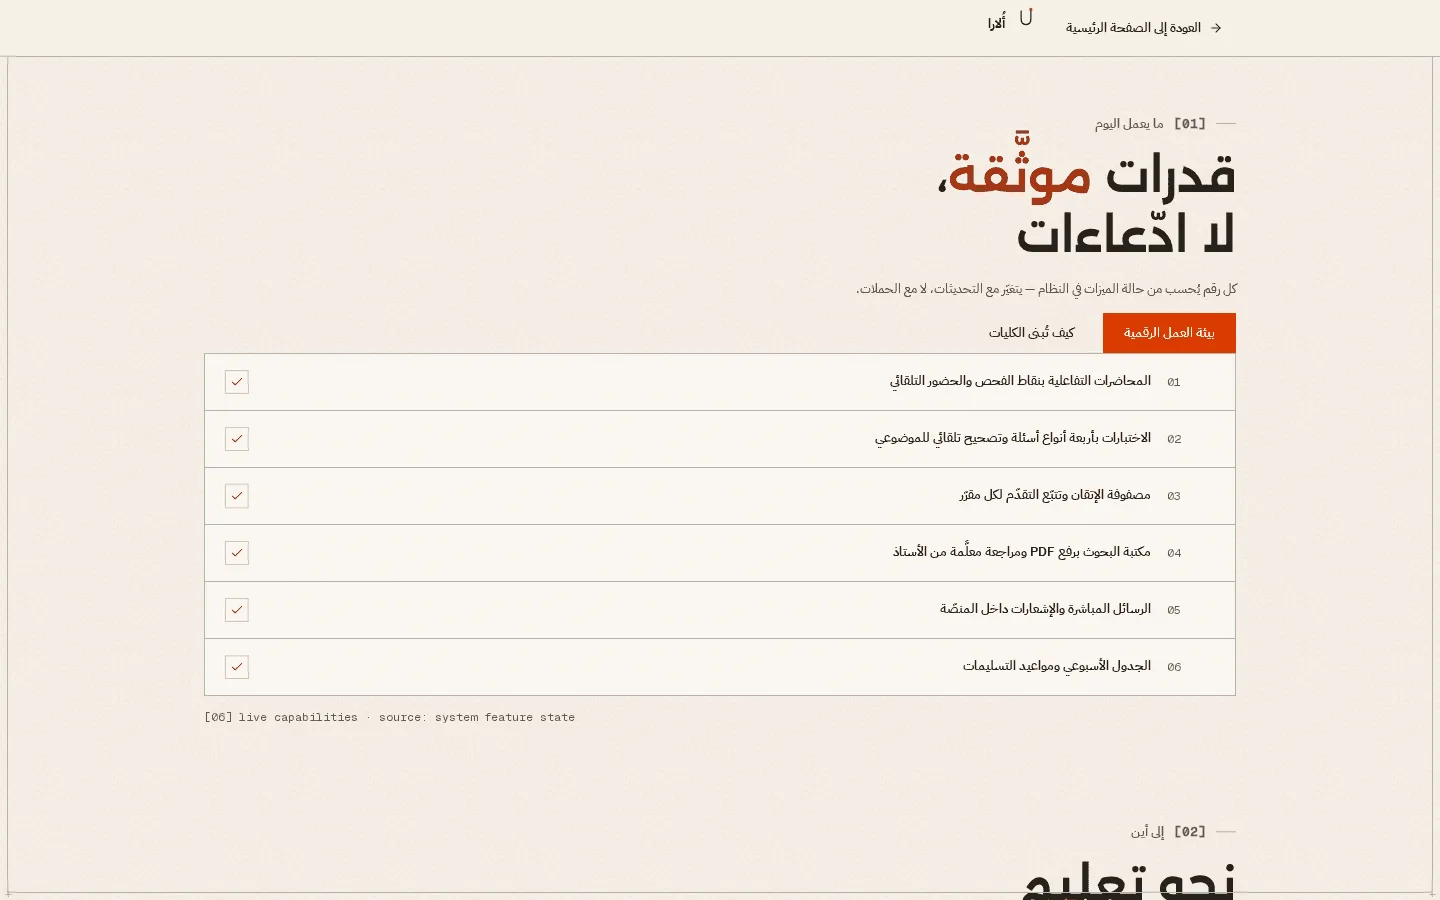 العودة إلى الصفحة الرئيسية
أُلارا
[01] ما يعمل اليوم
قدرات موثَّقة،
لا ادّعاءات
كل رقم يُحسب من حالة الميزات في النظام — يتغيّر مع التحديثات، لا مع الحملات.
بيئة العمل الرقمية
كيف تُبنى الكليات
01 المحاضرات التفاعلية بنقاط الفحص والحضور التلقائي
02 الاختبارات بأربعة أنواع أسئلة وتصحيح تلقائي للموضوعي
03 مصفوفة الإتقان وتتبّع التقدّم لكل مقرّر
04 مكتبة البحوث برفع PDF ومراجعة معلَّمة من الأستاذ
05 الرسائل المباشرة والإشعارات داخل المنصّة
06 الجدول الأسبوعي ومواعيد التسليمات
[06] live capabilities · source: system feature state
[02] إلى أين
نحو تعليم